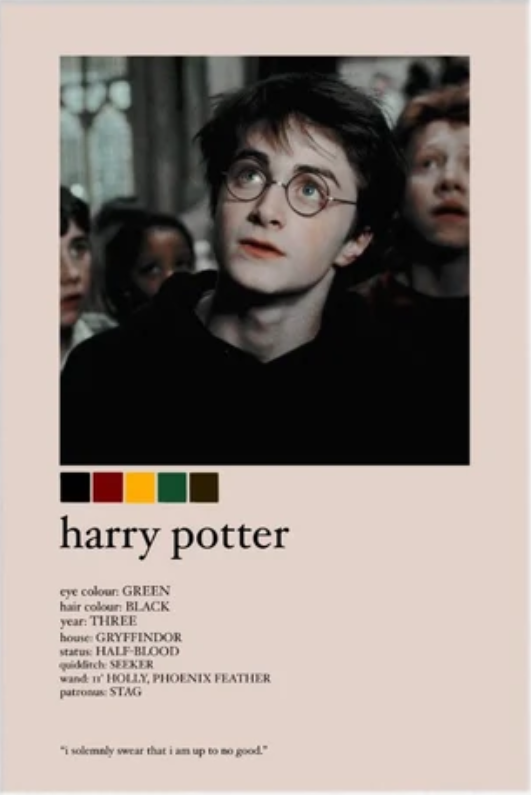 harry potter
eye colour: GREEN
hair colour: BLACK
year: THREE
house: GRYFFINDOR
status: HALF-BLOOD
quidditch: SEEKER
wand: 11" HOLLY, PHOENIX FEATHER
patronus: STAG
"i solemnly swear that i am up to no good."